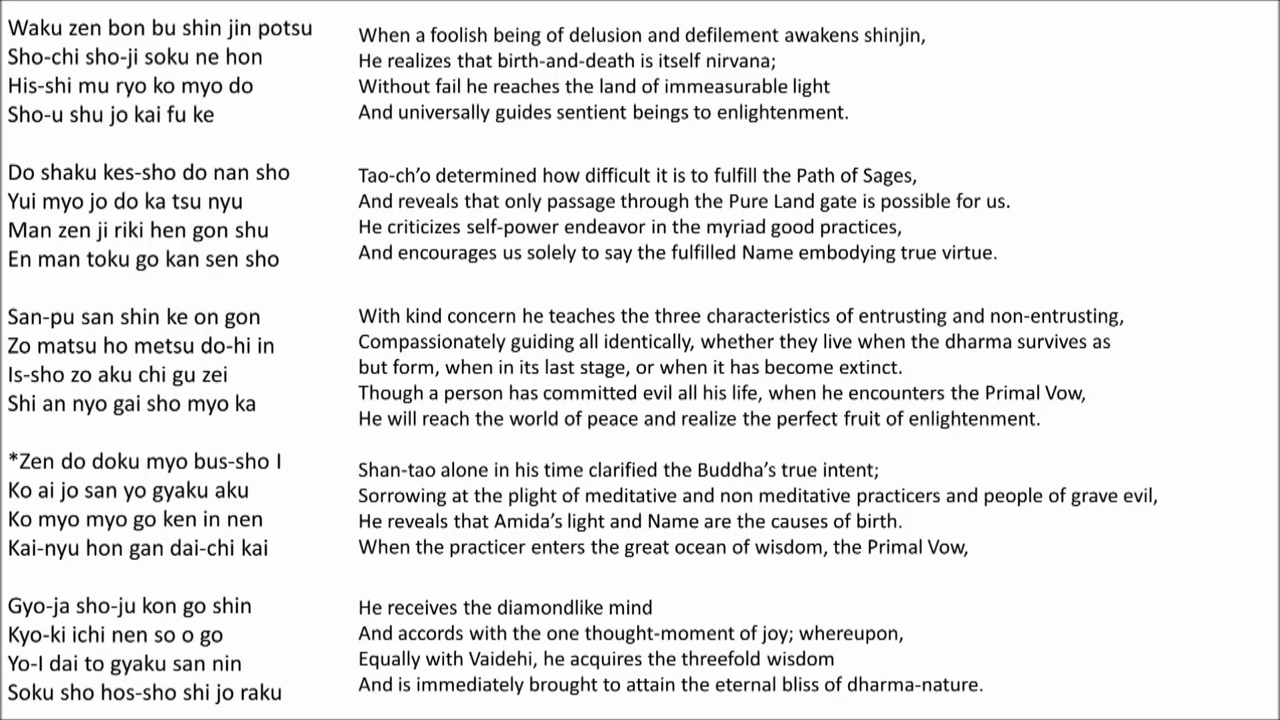 Waku zen bon bu shin jin potsu
Sho-chi sho-ji soku ne hon
His-shi mu ryo ko myo do
Sho-u shu jo kai fu ke
Do shaku kes-sho do nan sho
Yui myo jo do ka tsu nyu
Man zen ji riki hen gon shu
En man toku go kan sen sho
San-pu san shin ke on gon
Zo matsu ho metsu do-hi in
Is-sho zo aku chi gu zei
Shi an nyo gai sho myo ka
*Zen do doku myo bus-sho I
Ko ai jo san yo gyaku aku
Ko myo myo go ken in nen
Kai-nyu hon gan dai-chi kai
Gyo-ja sho-ju kon go shin
Kyo-ki ichi nen so o go
Yo-I dai to gyaku san nin
Soku sho hos-sho shi jo raku
When a foolish being of delusion and defilement awakens shinjin,
He realizes that birth-and-death is itself nirvana;
Without fail he reaches the land of immeasurable light
And universally guides sentient beings to enlightenment.
Tao-ch’o determined how difficult it is to fulfill the Path of Sages,
And reveals that only passage through the Pure Land gate is possible for us.
He criticizes self-power endeavor in the myriad good practices,
And encourages us solely to say the fulfilled Name embodying true virtue.
With kind concern he teaches the three characteristics of entrusting and non-entrusting,
Compassionately guiding all identically, whether they live when the dharma survives as
but form, when in its last stage, or when it has become extinct.
Though a person has committed evil all his life, when he encounters the Primal Vow,
He will reach the world of peace and realize the perfect fruit of enlightenment.
Shan-tao alone in his time clarified the Buddha’s true intent;
Sorrowing at the plight of meditative and non meditative practicers and people of grave evil,
He reveals that Amida’s light and Name are the causes of birth.
When the practicer enters the great ocean of wisdom, the Primal Vow,
He receives the diamondlike mind
And accords with the one thought-moment of joy; whereupon,
Equally with Vaidehi, he acquires the threefold wisdom
And is immediately brought to attain the eternal bliss of dharma-nature.